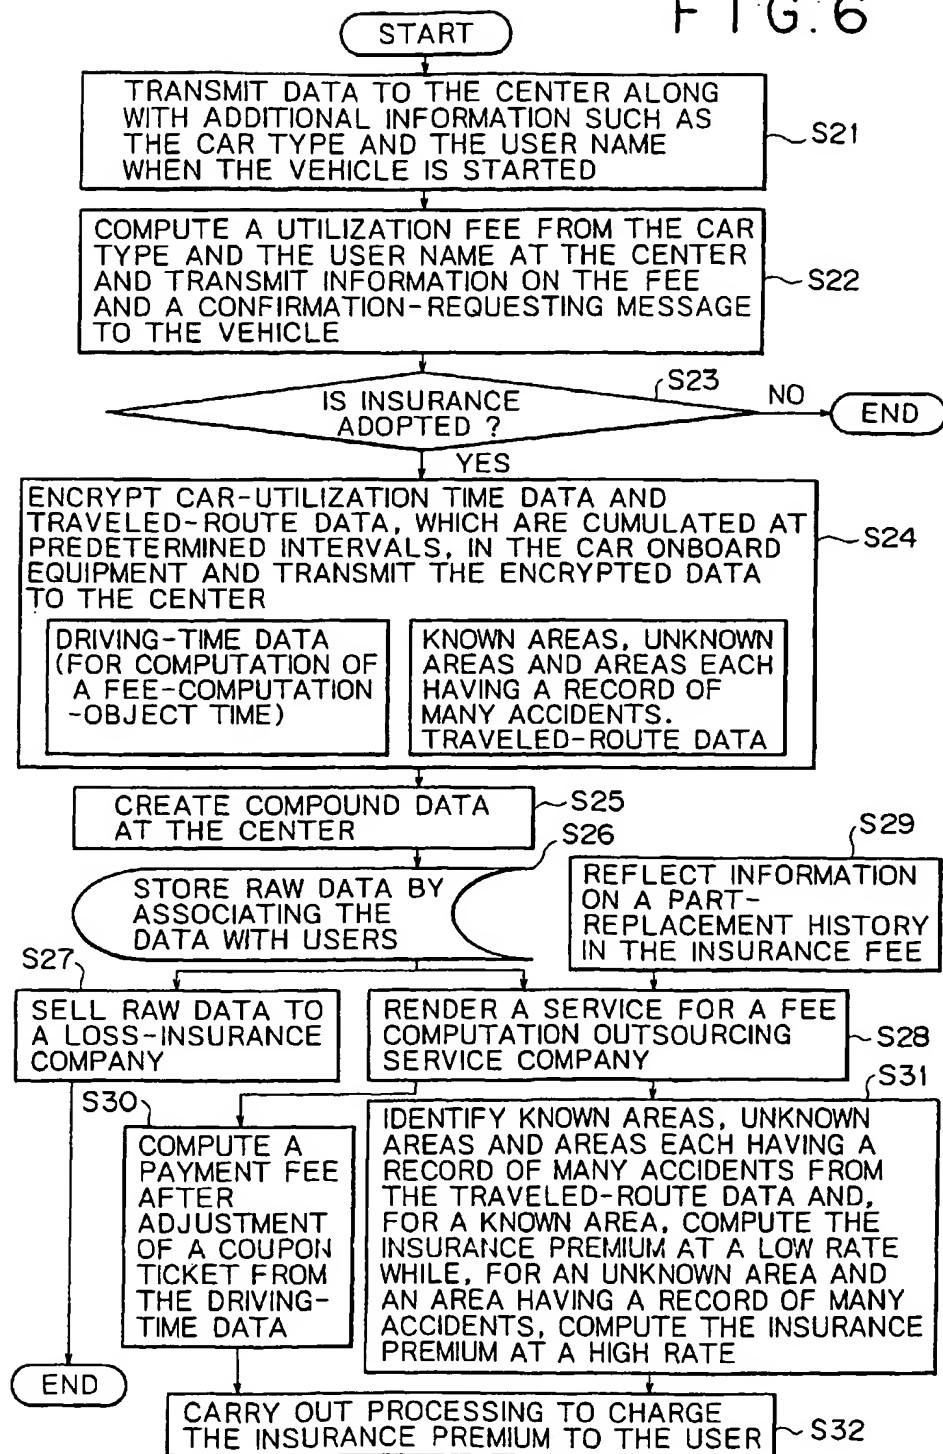 FIG.6
START
TRANSMIT DATA TO THE CENTER ALONG
WITH ADDITIONAL INFORMATION SUCH AS
THE CAR TYPE AND THE USER NAME
WHEN THE VEHICLE IS STARTED
S21
COMPUTE A UTILIZATION FEE FROM THE CAR
TYPE AND THE USER NAME AT THE CENTER
AND TRANSMIT INFORMATION ON THE FEE
AND A CONFIRMATION-REQUESTING MESSAGE
TO THE VEHICLE
S22
S23
IS INSURANCE
ADOPTED ?
NO
END
YES
ENCRYPT CAR-UTILIZATION TIME DATA AND
TRAVELED-ROUTE DATA, WHICH ARE CUMULATED AT
PREDETERMINED INTERVALS, IN THE CAR ONBOARD
EQUIPMENT AND TRANSMIT THE ENCRYPTED DATA
TO THE CENTER
S24
DRIVING-TIME DATA
(FOR COMPUTATION OF
A FEE-COMPUTATION
-OBJECT TIME)
KNOWN AREAS, UNKNOWN
AREAS AND AREAS EACH
HAVING A RECORD OF
MANY ACCIDENTS.
TRAVELED-ROUTE DATA
CREATE COMPOUND DATA
AT THE CENTER
S25
S26
STORE RAW DATA BY
ASSOCIATING THE
DATA WITH USERS
S29
REFLECT INFORMATION
ON A PART-
REPLACEMENT HISTORY
IN THE INSURANCE FEE
S27
SELL RAW DATA TO
A LOSS-INSURANCE
COMPANY
RENDER A SERVICE FOR A FEE
COMPUTATION OUTSOURCING
SERVICE COMPANY
S28
S30
COMPUTE A
PAYMENT FEE
AFTER
ADJUSTMENT
OF A COUPON
TICKET FROM
THE DRIVING-
TIME DATA
S31
IDENTIFY KNOWN AREAS, UNKNOWN
AREAS AND AREAS EACH HAVING A
RECORD OF MANY ACCIDENTS FROM
THE TRAVELED-ROUTE DATA AND,
FOR A KNOWN AREA, COMPUTE THE
INSURANCE PREMIUM AT A LOW RATE
WHILE, FOR AN UNKNOWN AREA AND
AN AREA HAVING A RECORD OF MANY
ACCIDENTS, COMPUTE THE INSURANCE
PREMIUM AT A HIGH RATE
END
CARRY OUT PROCESSING TO CHARGE
THE INSURANCE PREMIUM TO THE USER
S32